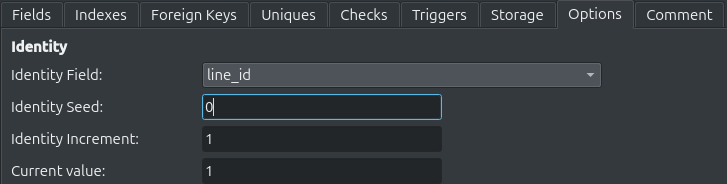 Fields Indexes Foreign Keys Uniques Checks Triggers Storage Options Comment
Identity
Identity Field: line_id
Identity Seed: 0
Identity Increment: 1
Current value: 1